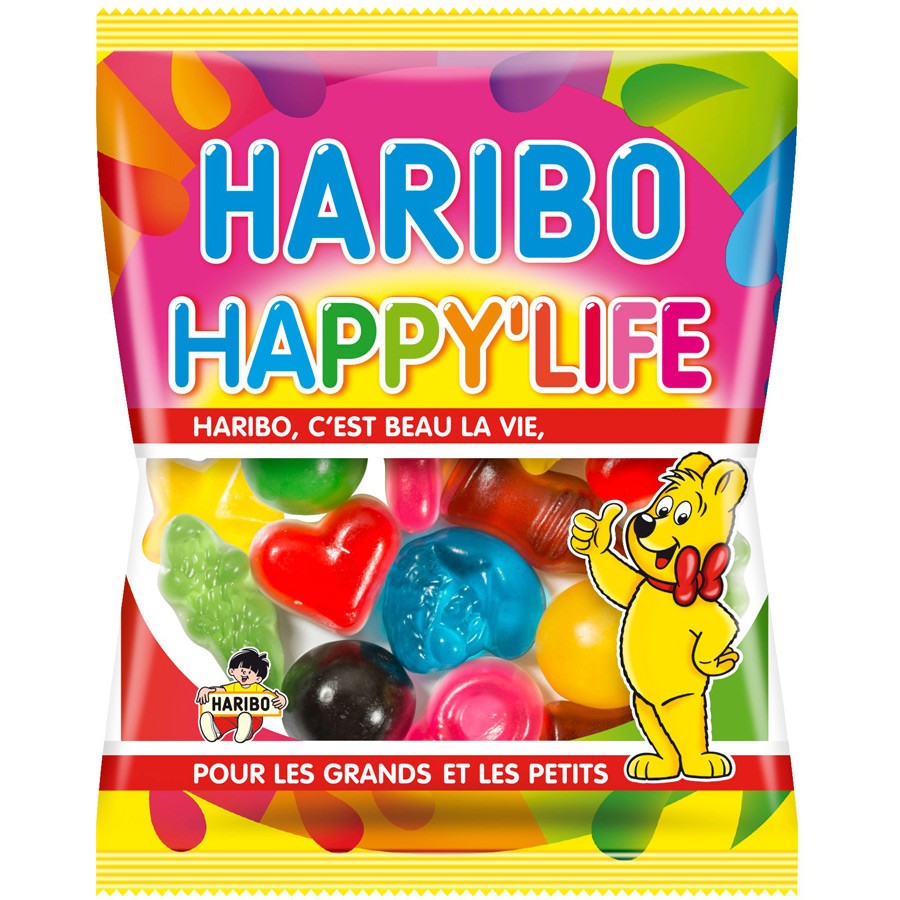 HARIBO
HAPPY'LIFE
HARIBO, C'EST BEAU LA VIE,
HARIBO
POUR LES GRANDS ET LES PETITS